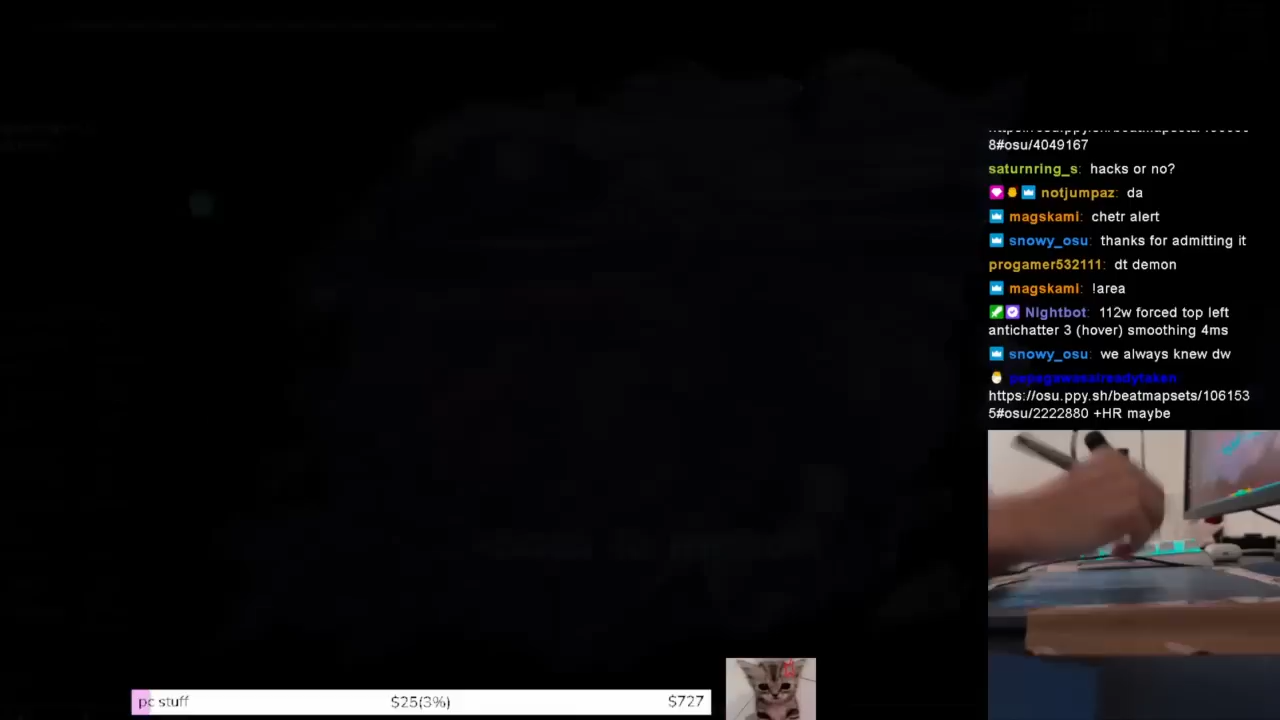 8#osu/4049167
saturnring_s: hacks or no?
notjumpaz: da
magskami: chetr alert
snowy_osu: thanks for admitting it
progamer532111: dt demon
magskami: !area
Nightbot: 112w forced top left
antichatter 3 (hover) smoothing 4ms
snowy_osu: we always knew dw
pepegawasalreadytaken
https://osu.ppy.sh/beatmapsets/106153
5#osu/2222880 +HR maybe
pc stuff $25(3%) $727